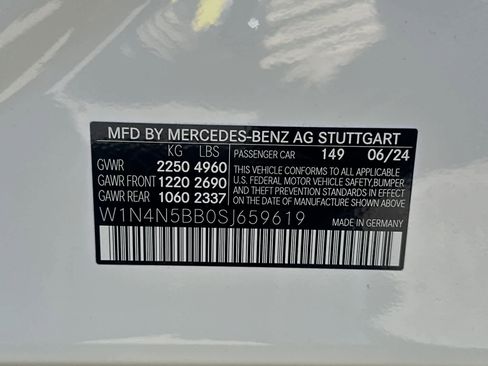 MFD BY MERCEDES-BENZ AG STUTTGART
KG LBS
GVWR 2250 4960
GAWR FRONT 1220 2690
GAWR REAR 1060 2337
PASSENGER CAR 149 06/24
THIS VEHICLE CONFORMS TO ALL APPLICABLE
U.S. FEDERAL MOTOR VEHICLE SAFETY, BUMPER,
AND THEFT PREVENTION STANDARDS IN EFFECT
ON THE DATE OF MANUFACTURE SHOWN ABOVE.
W1N4N5BB0SJ659619
MADE IN GERMANY